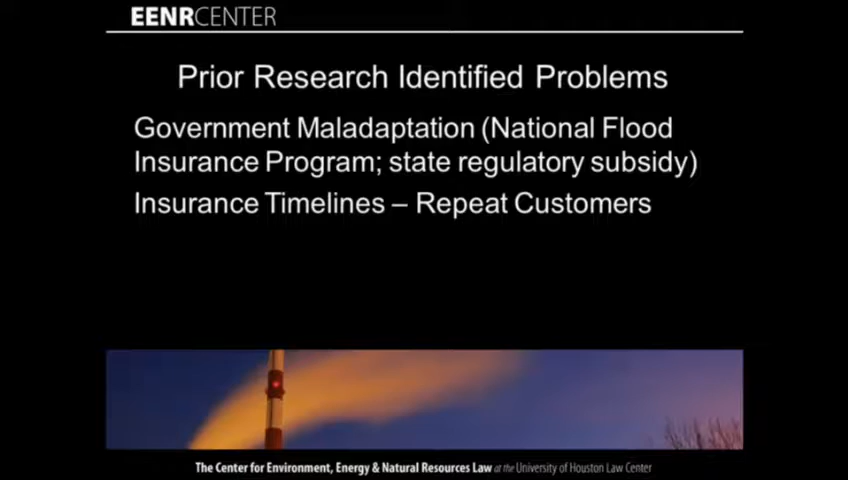 EENRCENTER
Prior Research Identified Problems
Government Maladaptation (National Flood
Insurance Program; state regulatory subsidy)
Insurance Timelines – Repeat Customers
The Center for Environment, Energy & Natural Resources Law at the University of Houston Law Center